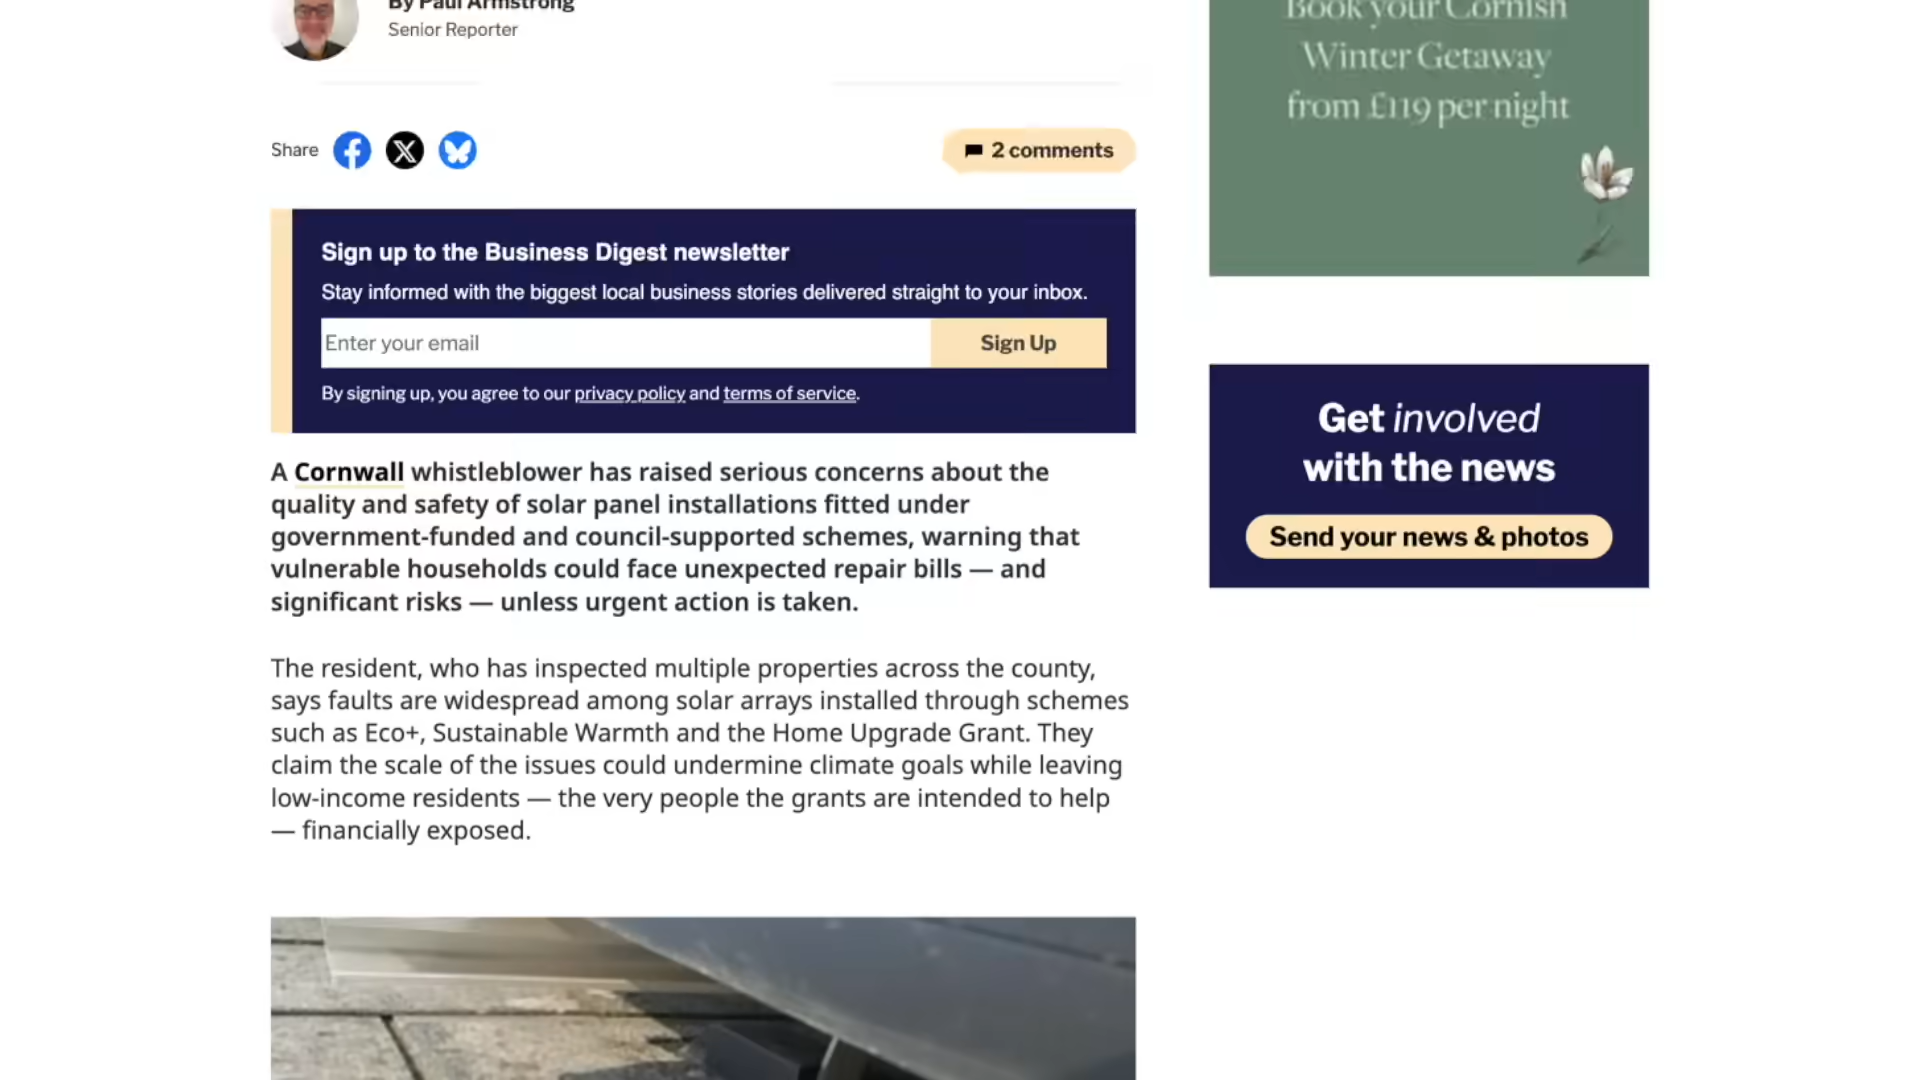 By Paul Armstrong
Senior Reporter
Share
2 comments
Sign up to the Business Digest newsletter
Stay informed with the biggest local business stories delivered straight to your inbox.
Enter your email
Sign Up
By signing up, you agree to our privacy policy and terms of service.
A Cornwall whistleblower has raised serious concerns about the
quality and safety of solar panel installations fitted under
government-funded and council-supported schemes, warning that
vulnerable households could face unexpected repair bills — and
significant risks — unless urgent action is taken.
The resident, who has inspected multiple properties across the county,
says faults are widespread among solar arrays installed through schemes
such as Eco+, Sustainable Warmth and the Home Upgrade Grant. They
claim the scale of the issues could undermine climate goals while leaving
low-income residents — the very people the grants are intended to help
— financially exposed.
Book your Cornish
Winter Getaway
from £119 per night
Get involved
with the news
Send your news & photos